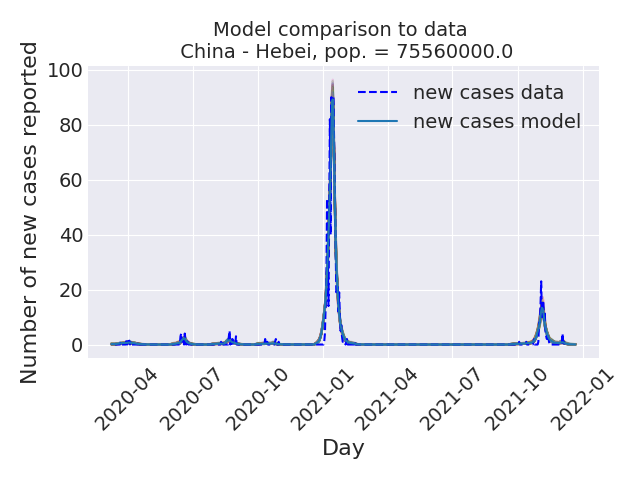 Model comparison to data
China - Hebei, pop. = 75560000.0
Number of new cases reported
100
80
60
40
20
0
new cases data
new cases model
2020-04
2020-07
2020-10
2021-01
2021-04
2021-07
2021-10
2022-01
Day